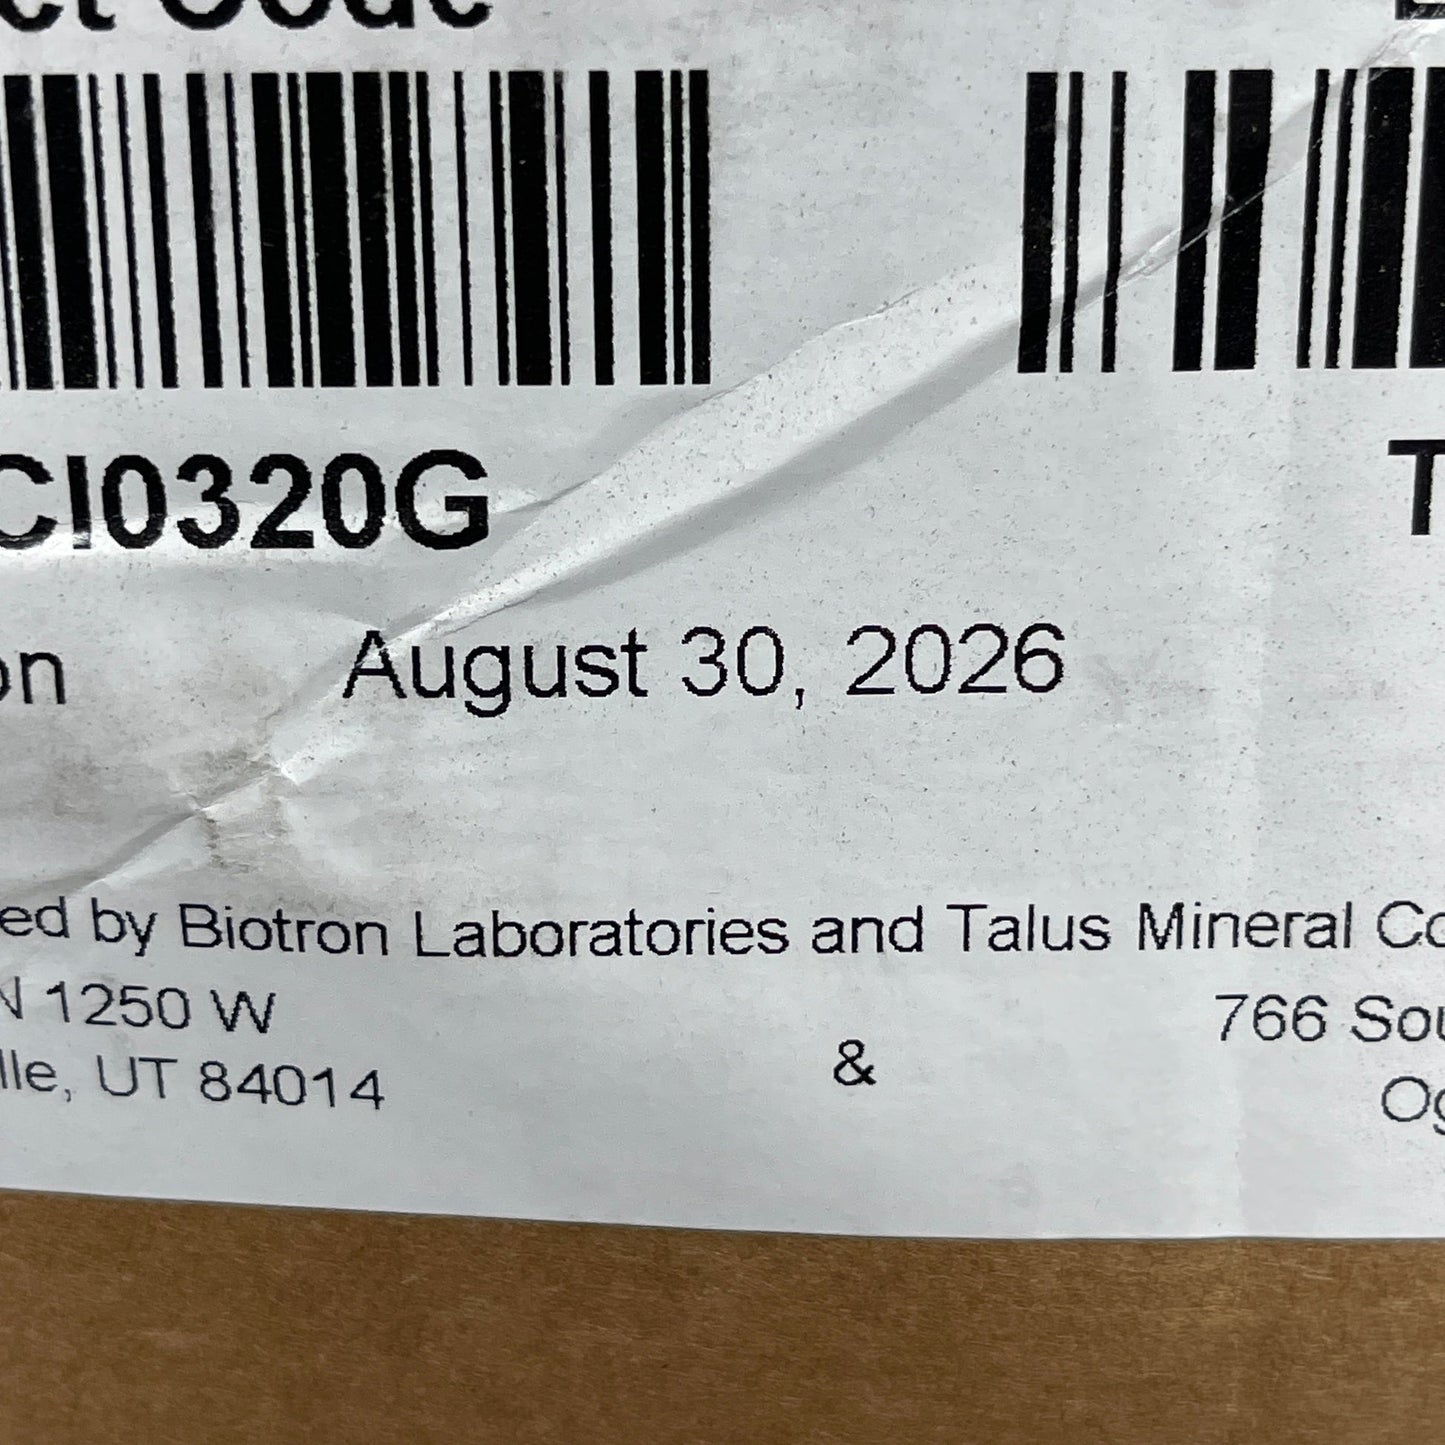 Code
CI0320G
T
on August 30, 2026
ed by Biotron Laboratories and Talus Mineral Co
N 1250 W
766 Sou
lle, UT 84014
&
Og